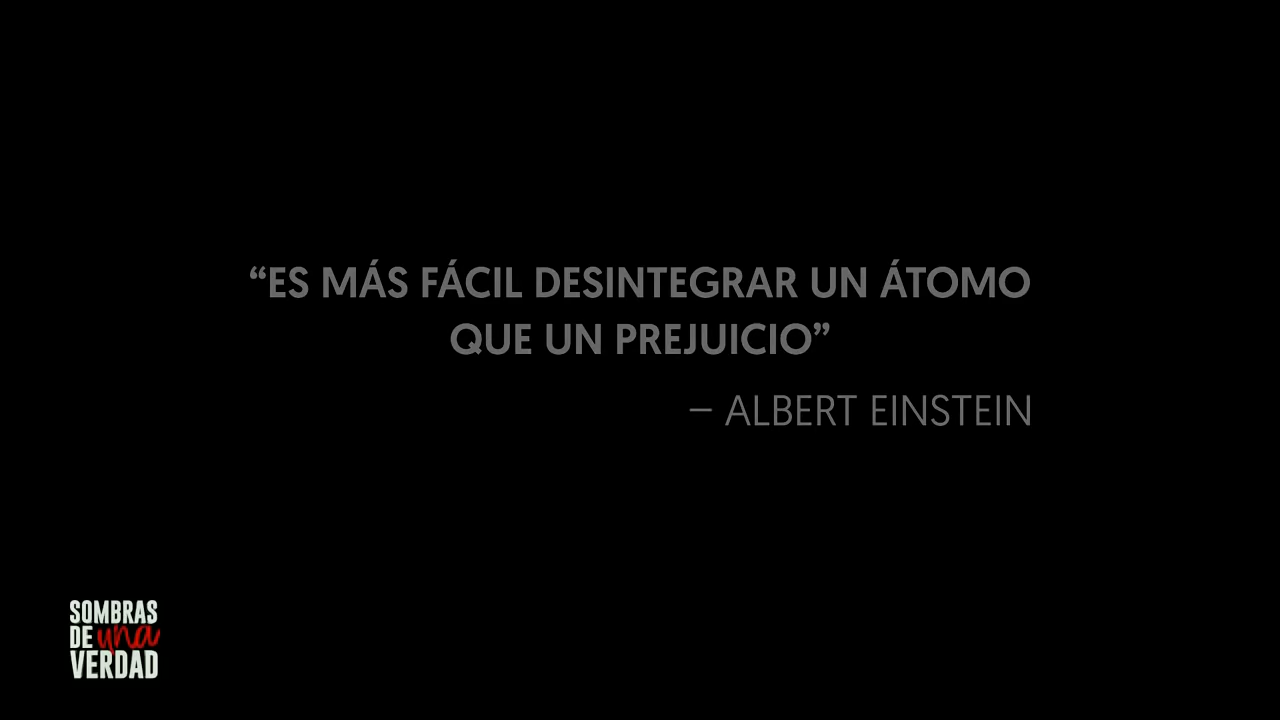 “ES MÁS FÁCIL DESINTEGRAR UN ÁTOMO
QUE UN PREJUICIO”
– ALBERT EINSTEIN
SOMBRAS
DE una
VERDAD